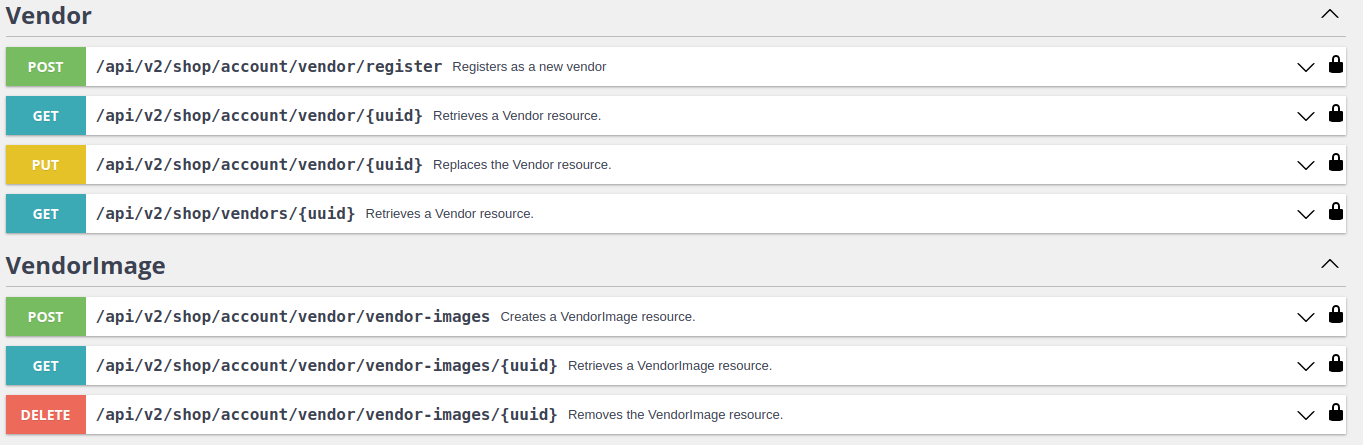 Vendor
POST /api/v2/shop/account/vendor/register Registers as a new vendor
GET /api/v2/shop/account/vendor/{uuid} Retrieves a Vendor resource.
PUT /api/v2/shop/account/vendor/{uuid} Replaces the Vendor resource.
GET /api/v2/shop/vendors/{uuid} Retrieves a Vendor resource.
VendorImage
POST /api/v2/shop/account/vendor/vendor-images Creates a VendorImage resource.
GET /api/v2/shop/account/vendor/vendor-images/{uuid} Retrieves a VendorImage resource.
DELETE /api/v2/shop/account/vendor/vendor-images/{uuid} Removes the VendorImage resource.